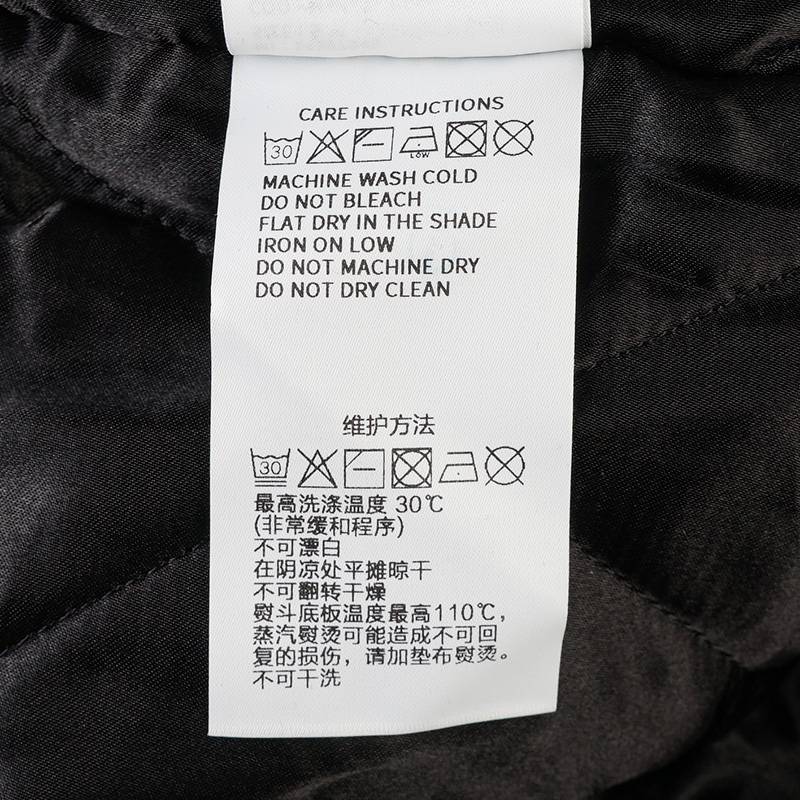 CARE INSTRUCTIONS
30
LOW
MACHINE WASH COLD
DO NOT BLEACH
FLAT DRY IN THE SHADE
IRON ON LOW
DO NOT MACHINE DRY
DO NOT DRY CLEAN
维护方法
30
最高洗涤温度 30℃
(非常缓和程序)
不可漂白
在阴凉处平摊晾干
不可翻转干燥
熨斗底板温度最高110℃,
蒸汽熨烫可能造成不可回
复的损伤，请加垫布熨烫。
不可干洗